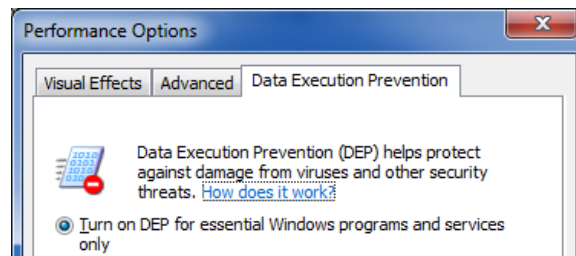 Performance Options
Visual Effects Advanced Data Execution Prevention
Data Execution Prevention (DEP) helps protect
against damage from viruses and other security
threats. How does it work?
Turn on DEP for essential Windows programs and services
only